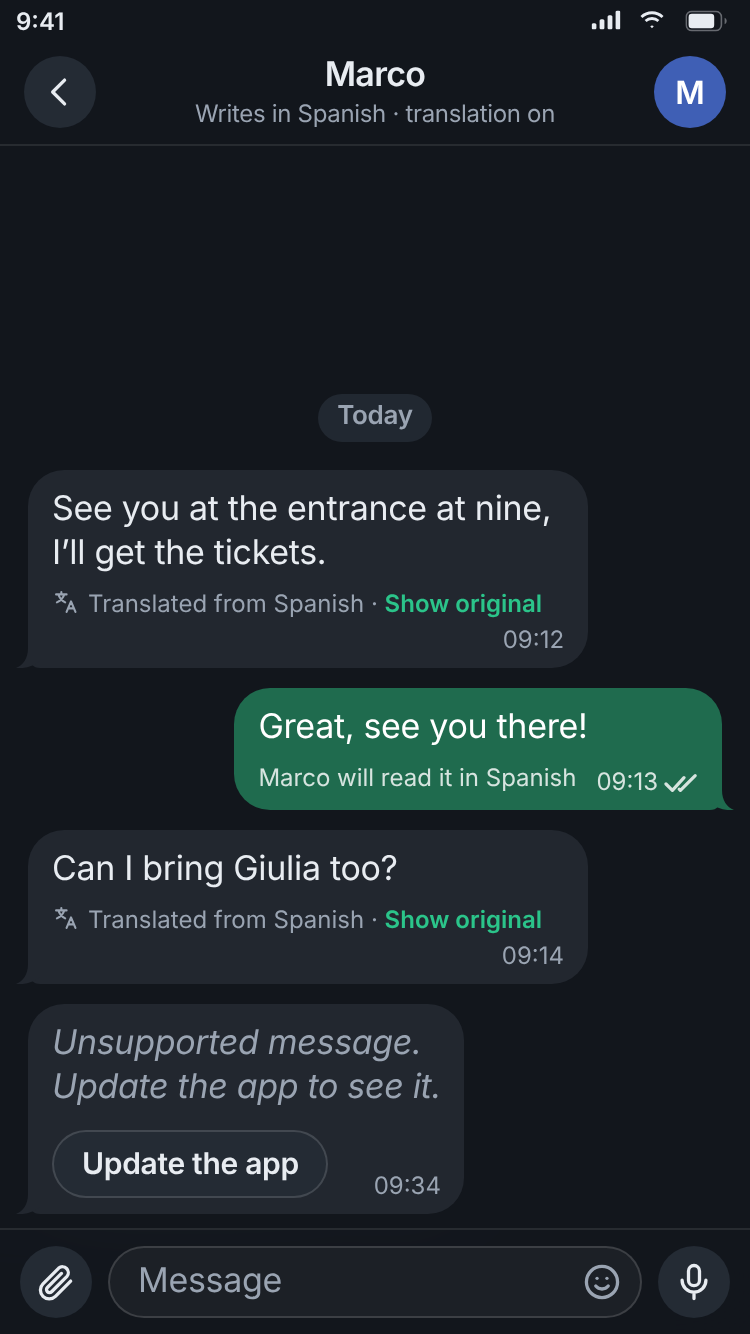 9:41
Marco
Writes in Spanish · translation on
M
Today
See you at the entrance at nine,
I’ll get the tickets.
Translated from Spanish · Show original
09:12
Great, see you there!
Marco will read it in Spanish 09:13
Can I bring Giulia too?
Translated from Spanish · Show original
09:14
Unsupported message.
Update the app to see it.
Update the app
09:34
Message